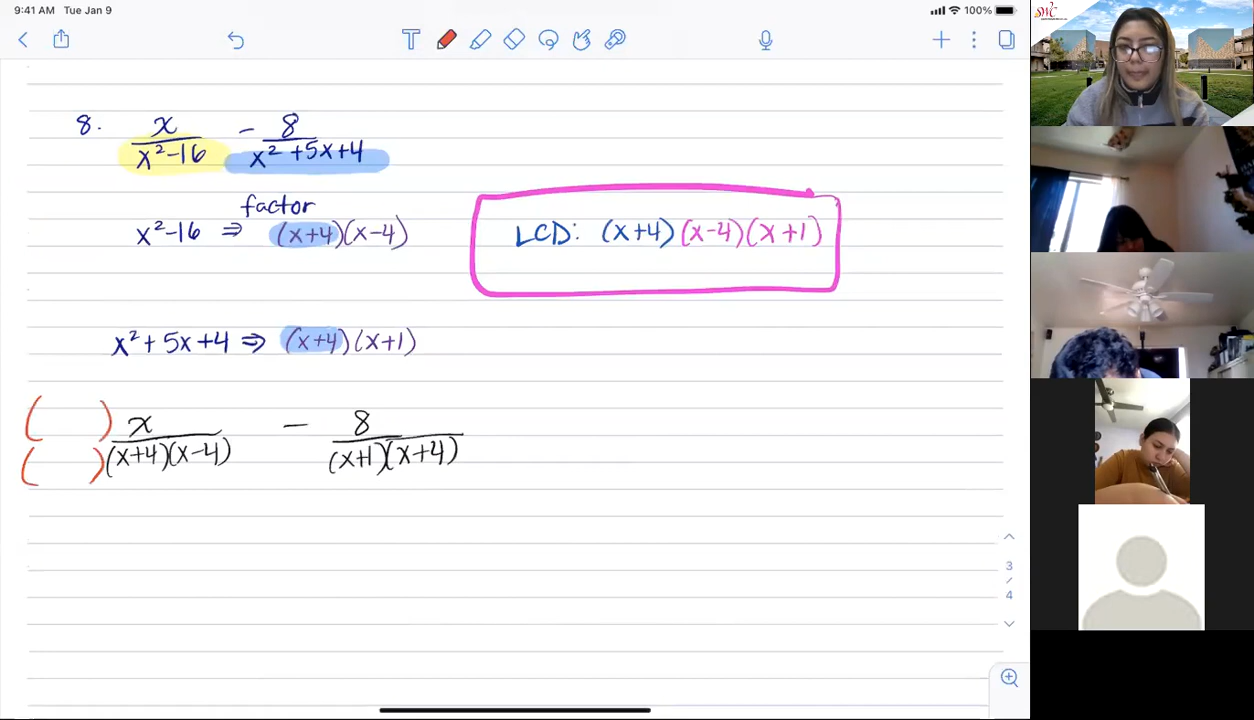 9:41 AM Tue Jan 9
100%
T
SWC
8. x/(x²-16) - 8/(x²+5x+4)
factor
x²-16 ⇒ (x+4)(x-4)
LCD: (x+4)(x-4)(x+1)
x²+5x+4 ⇒ (x+4)(x+1)
( ) x - 8
( ) (x+4)(x-4) (x+1)(x+4)
3
/
4